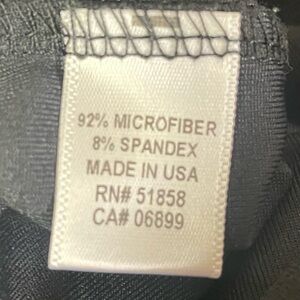 92% MICROFIBER
8% SPANDEX
MADE IN USA
RN# 51858
CA# 06899